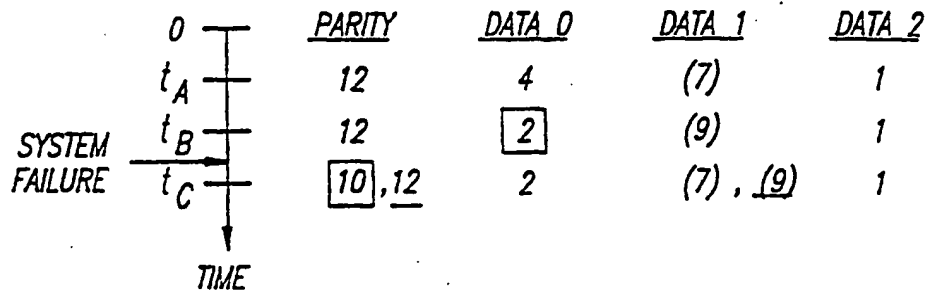 0 PARITY DATA 0 DATA 1 DATA 2
tA 12 4 (7) 1
tB 12 2 (9) 1
SYSTEM FAILURE
tC 10,12 2 (7),(9) 1
TIME